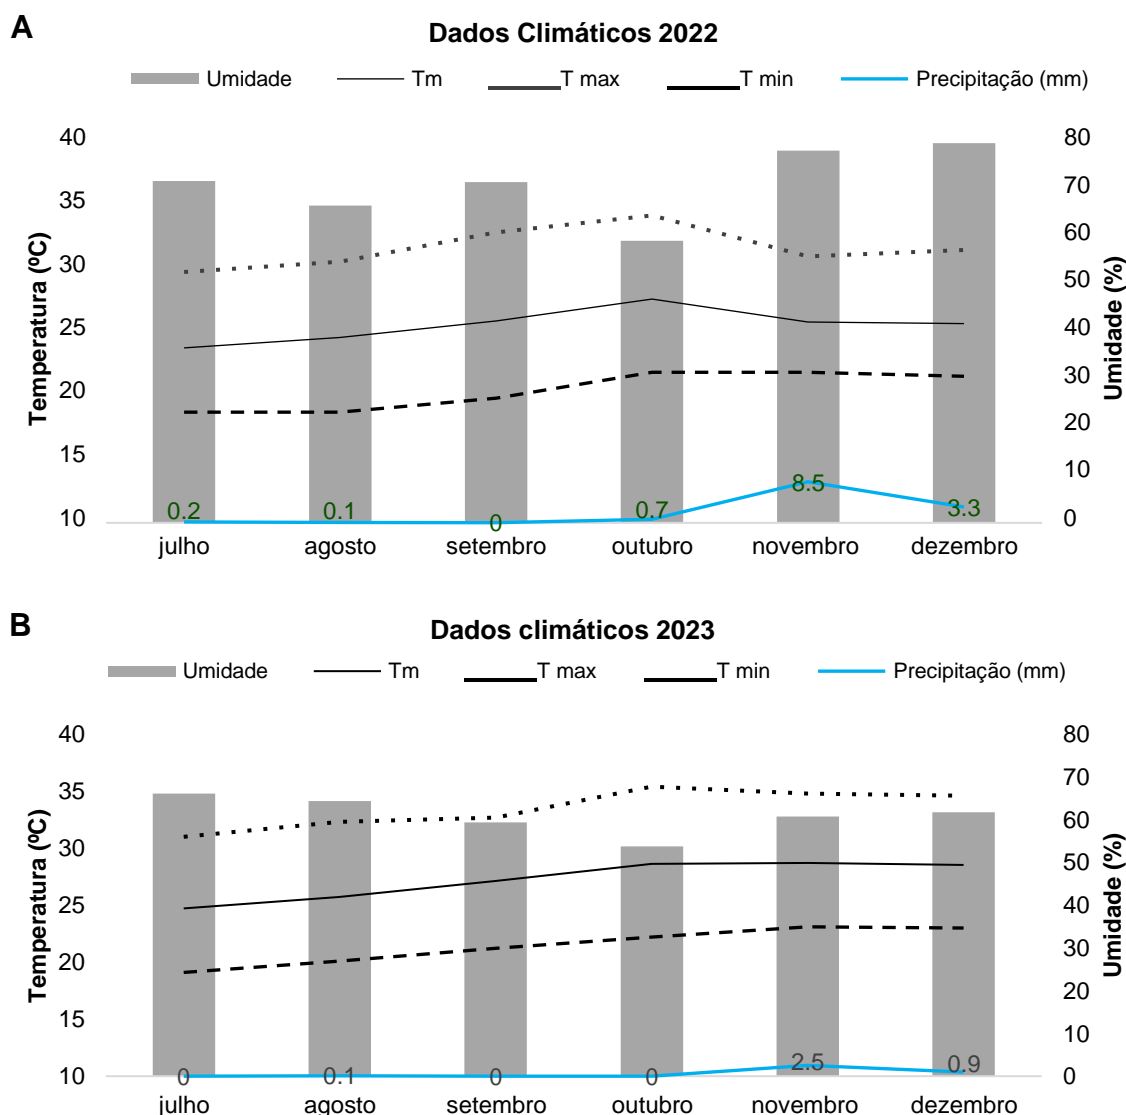 A
Dados Climáticos 2022
Umidade Tm T max T min Precipitação (mm)
40 80
35 70
30 60
25 50
20 40
15 30
10 20
10
0
Temperatura (ºC)
Umidade (%)
0.2 0.1 0 0.7 8.5 3.3
julho agosto setembro outubro novembro dezembro
B
Dados climáticos 2023
Umidade Tm T max T min Precipitação (mm)
40 80
35 70
30 60
25 50
20 40
15 30
10 20
10
0
Temperatura (ºC)
Umidade (%)
0 0.1 0 0 2.5 0.9
julho agosto setembro outubro novembro dezembro